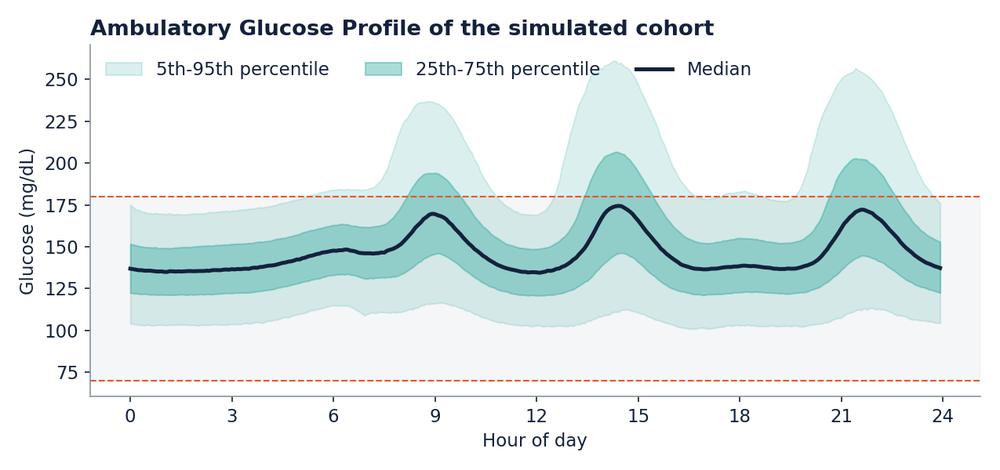 Ambulatory Glucose Profile of the simulated cohort
5th-95th percentile 25th-75th percentile Median
250
225
200
175
150
125
100
75
Glucose (mg/dL)
0 3 6 9 12 15 18 21 24
Hour of day